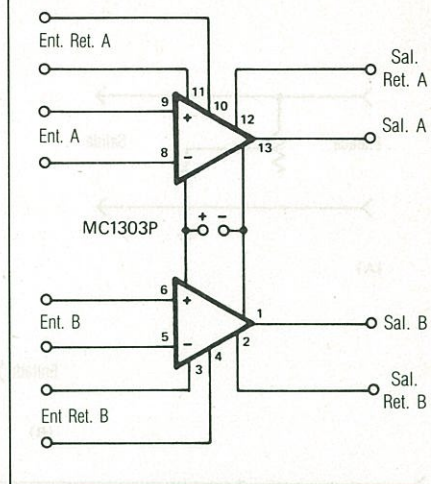 Ent. Ret. A
Sal.
Ret. A
11
10
9
12
+
Ent. A
Sal. A
13
8
−
MC1303P
+ −
6
+
1
Ent. B
Sal. B
5
−
4
2
3
Sal.
Ret. B
Ent Ret. B